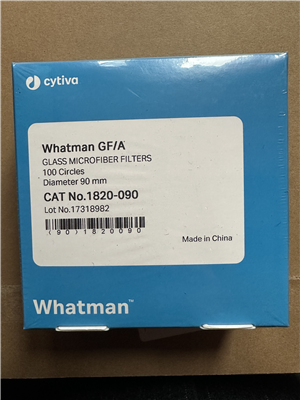 cytiva
Whatman GF/A
GLASS MICROFIBER FILTERS
100 Circles
Diameter 90 mm
CAT No.1820-090
Lot No.17318982
(90)1820090
Made in China
Whatman™